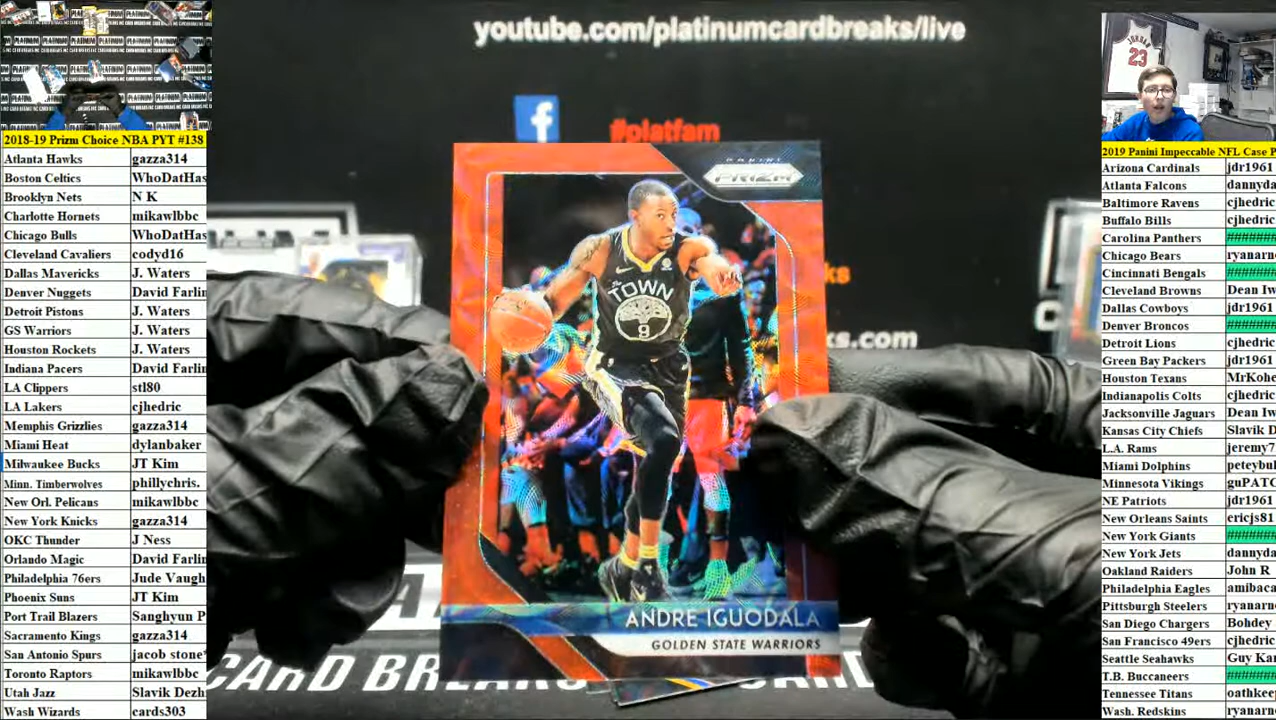 youtube.com/platinumcardbreaks/live
#platfam
2018-19 Prizm Choice NBA PYT #138
Atlanta Hawks gazza314
Boston Celtics WhoDatHas
Brooklyn Nets N K
Charlotte Hornets mikawlbbc
Chicago Bulls WhoDatHas
Cleveland Cavaliers codyd16
Dallas Mavericks J. Waters
Denver Nuggets David Farlin
Detroit Pistons J. Waters
GS Warriors J. Waters
Houston Rockets J. Waters
Indiana Pacers David Farlin
LA Clippers stl80
LA Lakers cjhedric
Memphis Grizzlies gazza314
Miami Heat dylanbaker
Milwaukee Bucks JT Kim
Minn. Timberwolves phillychris.
New Orl. Pelicans mikawlbbc
New York Knicks gazza314
OKC Thunder J Ness
Orlando Magic David Farlin
Philadelphia 76ers Jude Vaugh
Phoenix Suns JT Kim
Port Trail Blazers Sanghyun P
Sacramento Kings gazza314
San Antonio Spurs jacob stone
Toronto Raptors mikawlbbc
Utah Jazz Slavik Dezh
Wash Wizards cards303
PANINI
PRIZM
TOWN
9
ANDRE IGUODALA
GOLDEN STATE WARRIORS
CARD BREAKS
JORDAN
23
2019 Panini Impeccable NFL Case P
Arizona Cardinals jdr1961
Atlanta Falcons dannyda
Baltimore Ravens cjhedric
Buffalo Bills cjhedric
Carolina Panthers #######
Chicago Bears ryanarn
Cincinnati Bengals #######
Cleveland Browns Dean Iw
Dallas Cowboys jdr1961
Denver Broncos #######
Detroit Lions cjhedric
Green Bay Packers jdr1961
Houston Texans MrKohe
Indianapolis Colts cjhedric
Jacksonville Jaguars Dean Iw
Kansas City Chiefs Slavik D
L.A. Rams jeremy7
Miami Dolphins peteybul
Minnesota Vikings guPATC
NE Patriots jdr1961
New Orleans Saints ericjs81
New York Giants #######
New York Jets dannyda
Oakland Raiders John R
Philadelphia Eagles amibaca
Pittsburgh Steelers ryanarn
San Diego Chargers Bohdey
San Francisco 49ers cjhedric
Seattle Seahawks Guy Kar
T.B. Buccaneers #######
Tennessee Titans oathkee
Wash. Redskins ryanarn